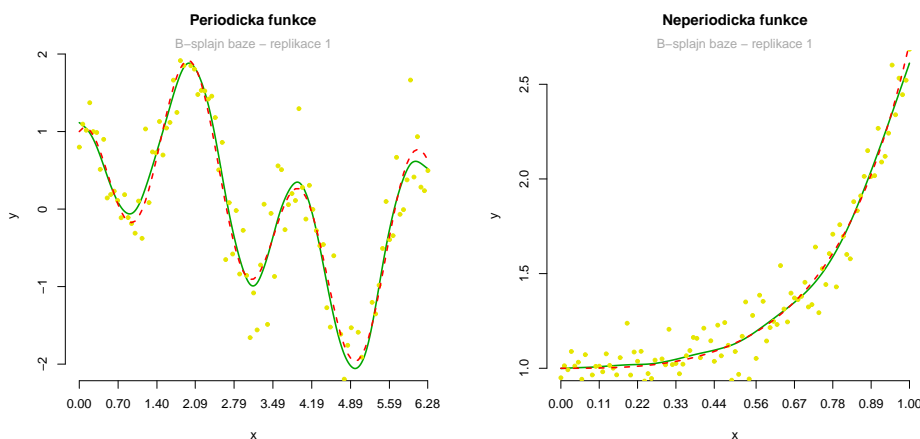 Periodicka funkce
B−splajn baze − replikace 1
y
2
1
0
−1
−2
0.00 0.70 1.40 2.09 2.79 3.49 4.19 4.89 5.59 6.28
x
Neperiodicka funkce
B−splajn baze − replikace 1
y
2.5
2.0
1.5
1.0
0.00 0.11 0.22 0.33 0.44 0.56 0.67 0.78 0.89 1.00
x